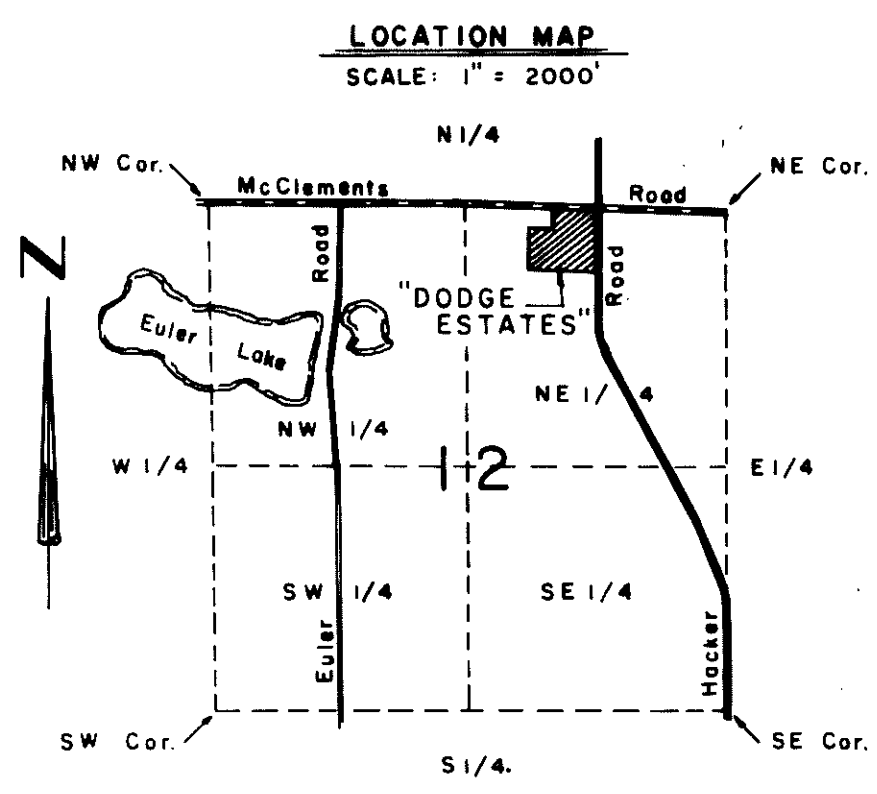 LOCATION MAP
SCALE: 1" = 2000'
N 1/4
NW Cor.
NE Cor.
McClements
Road
N
Road
Road
"DODGE
ESTATES"
Euler
Lake
NE 1/4
NW 1/4
W 1/4
12
E 1/4
SW 1/4
SE 1/4
Euler
Hacker
SW Cor.
SE Cor.
S 1/4.